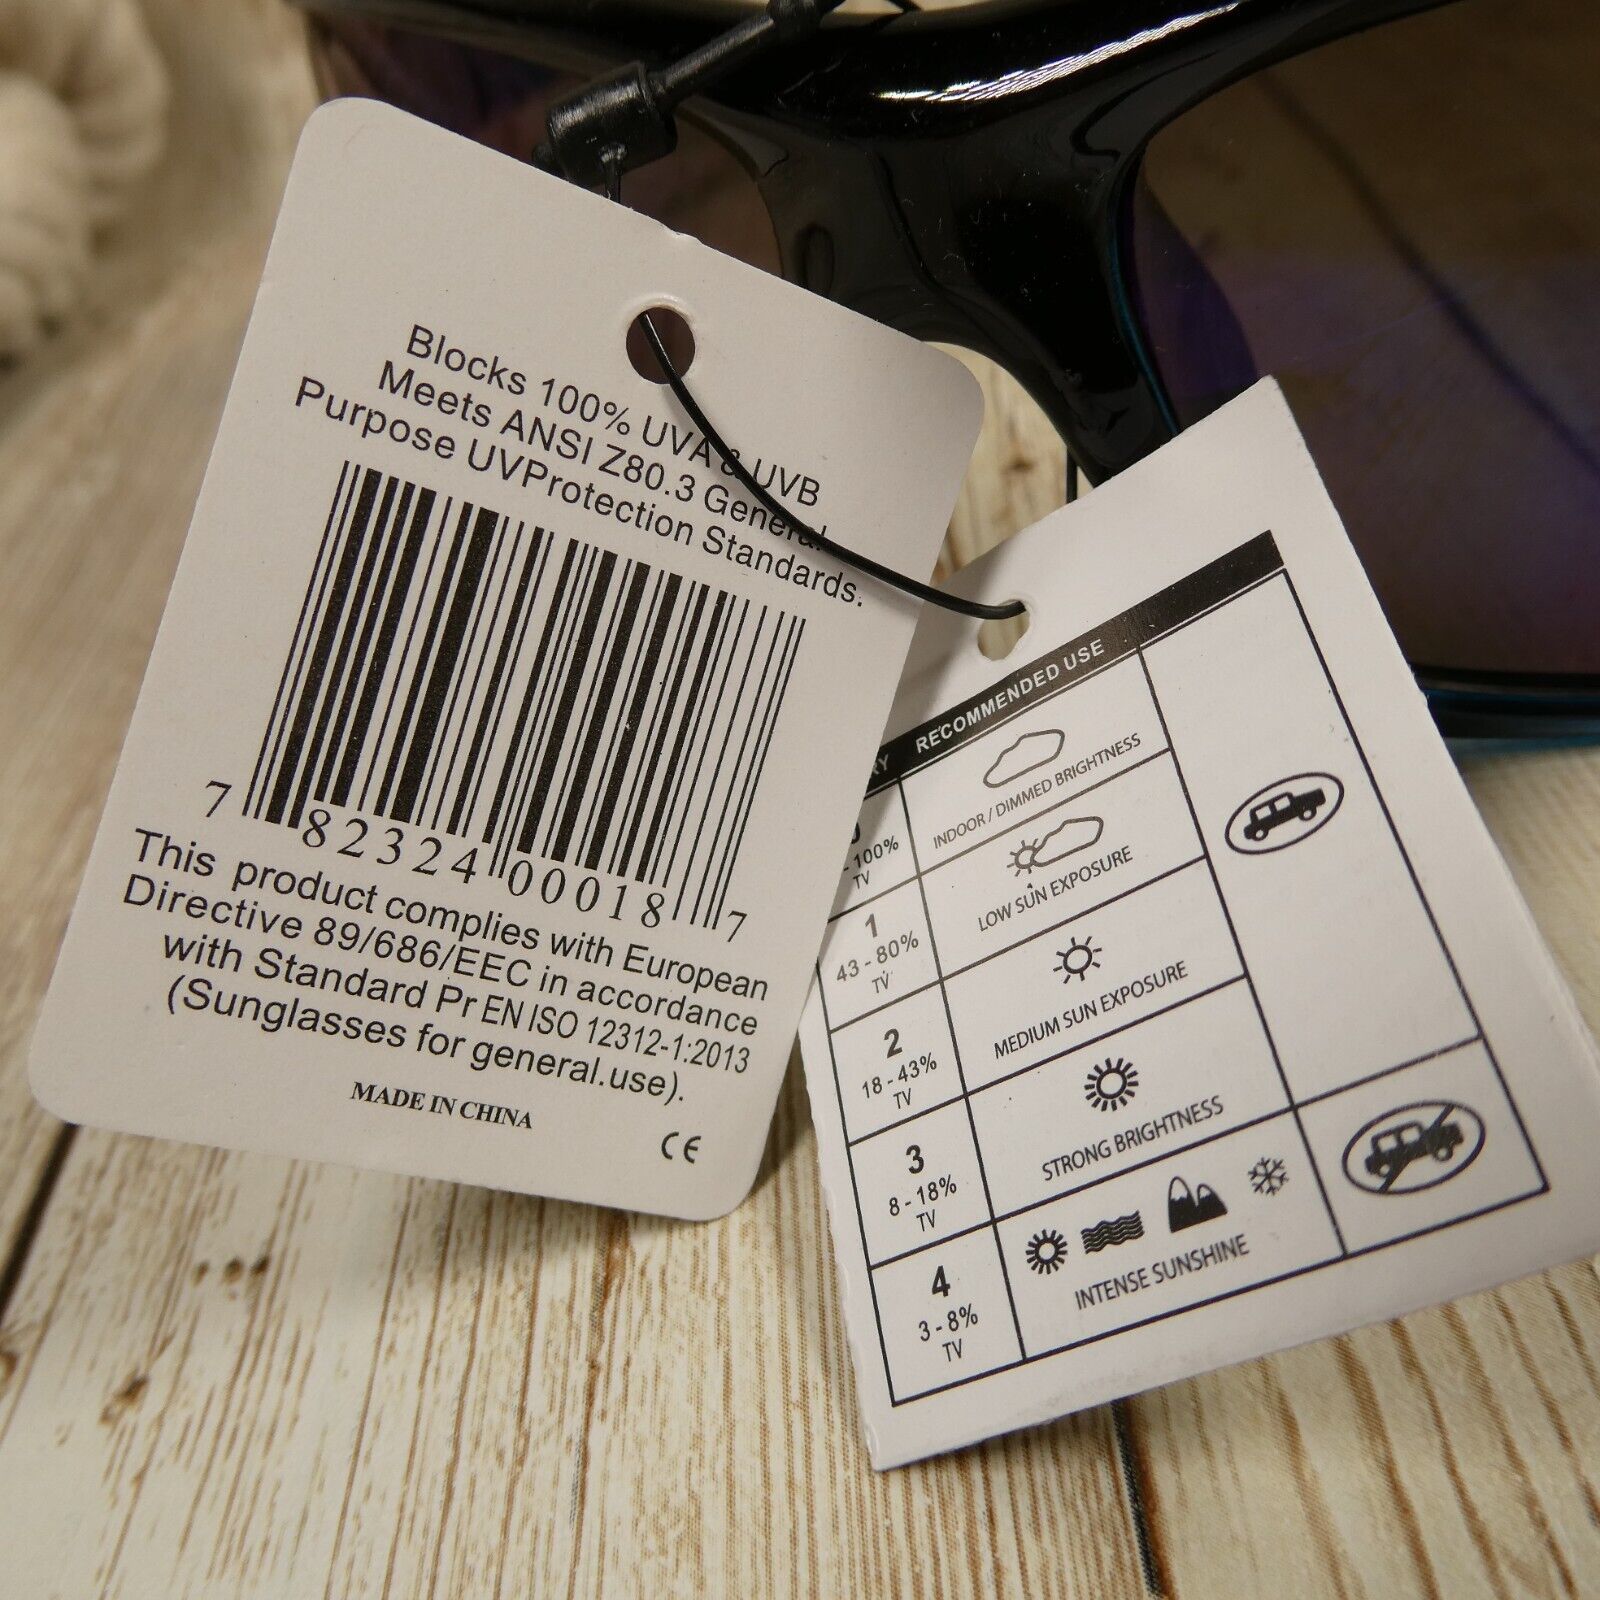 Blocks 100% UVA & UVB
Meets ANSI Z80.3 General
Purpose UVProtection Standards.
7 82324 00018 7
This product complies with European
Directive 89/686/EEC in accordance
with Standard Pr EN ISO 12312-1:2013
(Sunglasses for general.use).
MADE IN CHINA
CE
RECOMMENDED USE
-100%
TV
INDOOR / DIMMED BRIGHTNESS
1
43 - 80%
TV
LOW SUN EXPOSURE
2
18 - 43%
TV
MEDIUM SUN EXPOSURE
3
8 - 18%
TV
STRONG BRIGHTNESS
4
3 - 8%
TV
INTENSE SUNSHINE